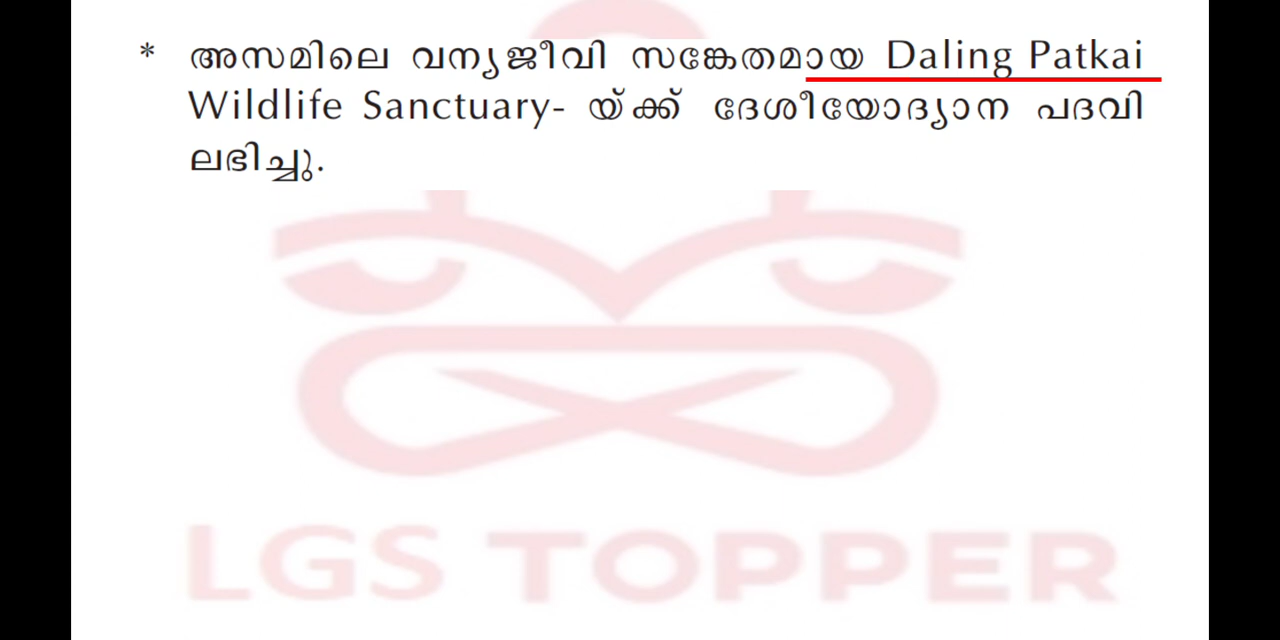 * അസമിലെ വന്യജീവി സങ്കേതമായ Daling Patkai
Wildlife Sanctuary- യ്ക്ക് ദേശീയോദ്യാന പദവി
ലഭിച്ചു.
LGS TOPPER